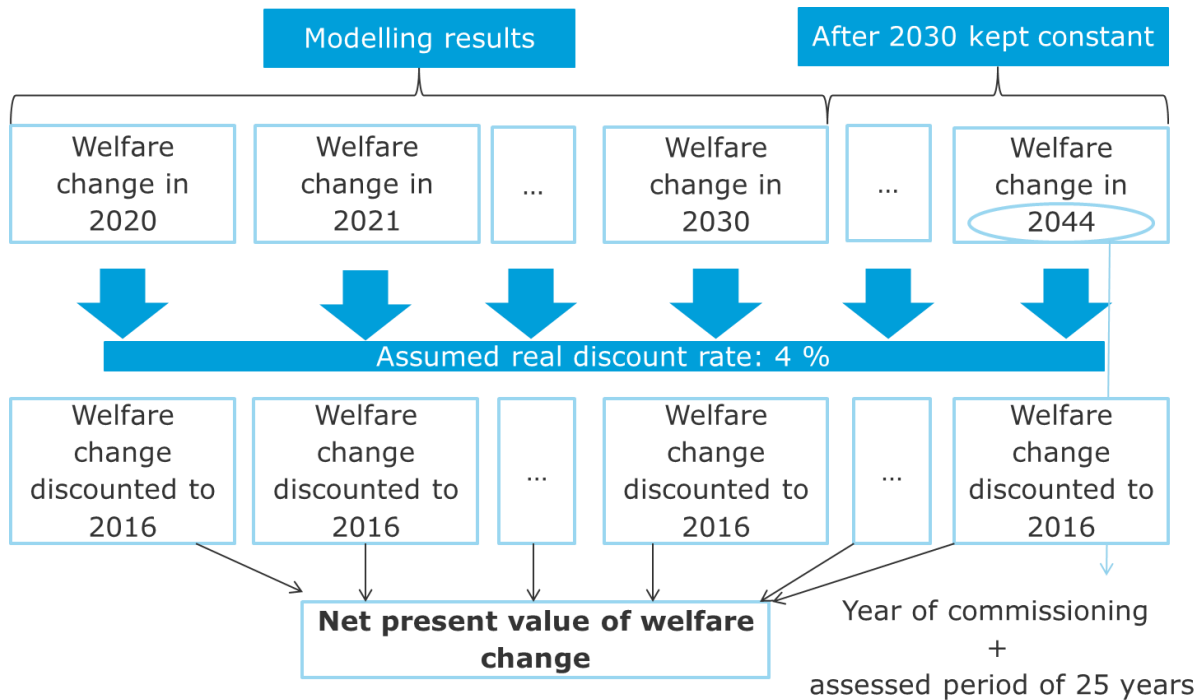 Modelling results
After 2030 kept constant
Welfare
change in
2020
Welfare
change in
2021
...
Welfare
change in
2030
...
Welfare
change in
2044
Assumed real discount rate: 4 %
Welfare
change
discounted to
2016
Welfare
change
discounted to
2016
...
Welfare
change
discounted to
2016
...
Welfare
change
discounted to
2016
Net present value of welfare
change
Year of commissioning
+
assessed period of 25 years